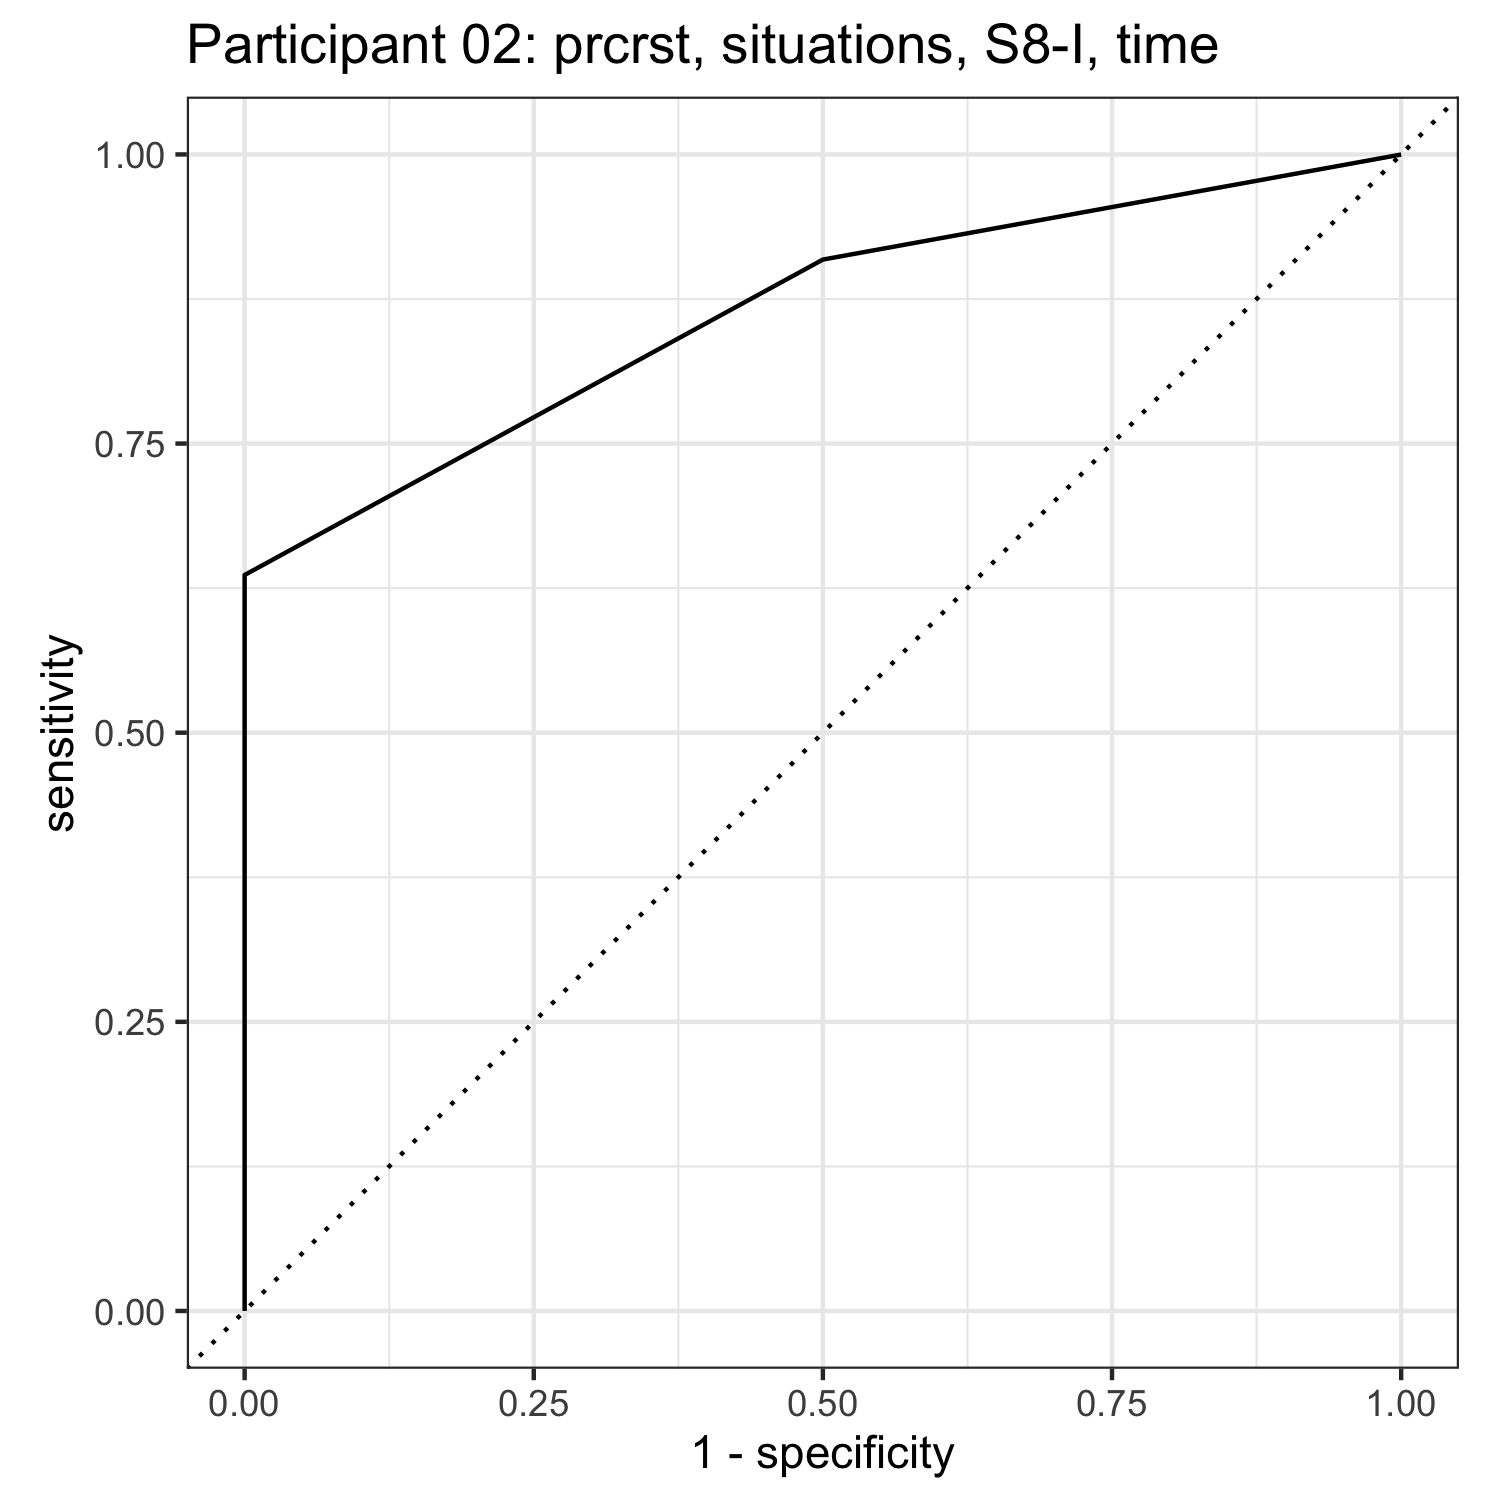 Participant 02: prcrst, situations, S8-I, time
sensitivity
1.00
0.75
0.50
0.25
0.00
0.00 0.25 0.50 0.75 1.00
1 - specificity